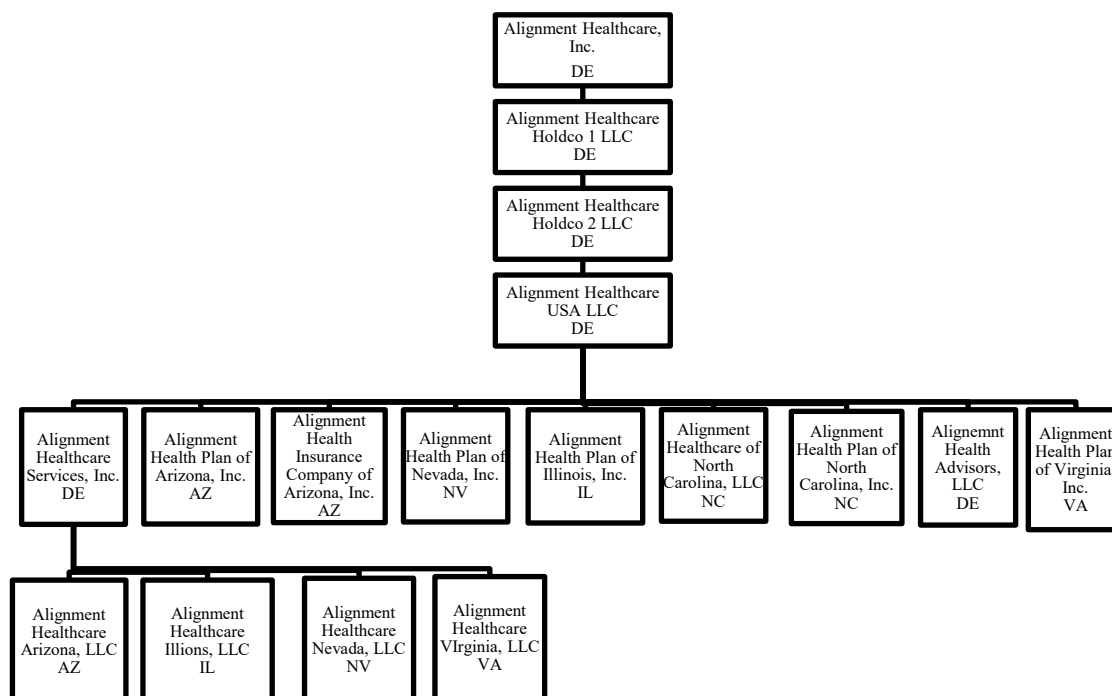 Alignment Healthcare,
Inc.
DE
Alignment Healthcare
Holdco 1 LLC
DE
Alignment Healthcare
Holdco 2 LLC
DE
Alignment Healthcare
USA LLC
DE
Alignment
Healthcare
Services, Inc.
DE
Alignment
Health Plan of
Arizona, Inc.
AZ
Alignment
Health
Insurance
Company of
Arizona, Inc.
AZ
Alignment
Health Plan of
Nevada, Inc.
NV
Alignment
Health Plan of
Illinois, Inc.
IL
Alignment
Healthcare of
North
Carolina, LLC
NC
Alignment
Health Plan of
North
Carolina, Inc.
NC
Alignemnt
Health
Advisors,
LLC
DE
Alignment
Health Plan
of Virginia
Inc.
VA
Alignment
Healthcare
Arizona, LLC
AZ
Alignment
Healthcare
Illions, LLC
IL
Alignment
Healthcare
Nevada, LLC
NV
Alignment
Healthcare
VIrginia, LLC
VA